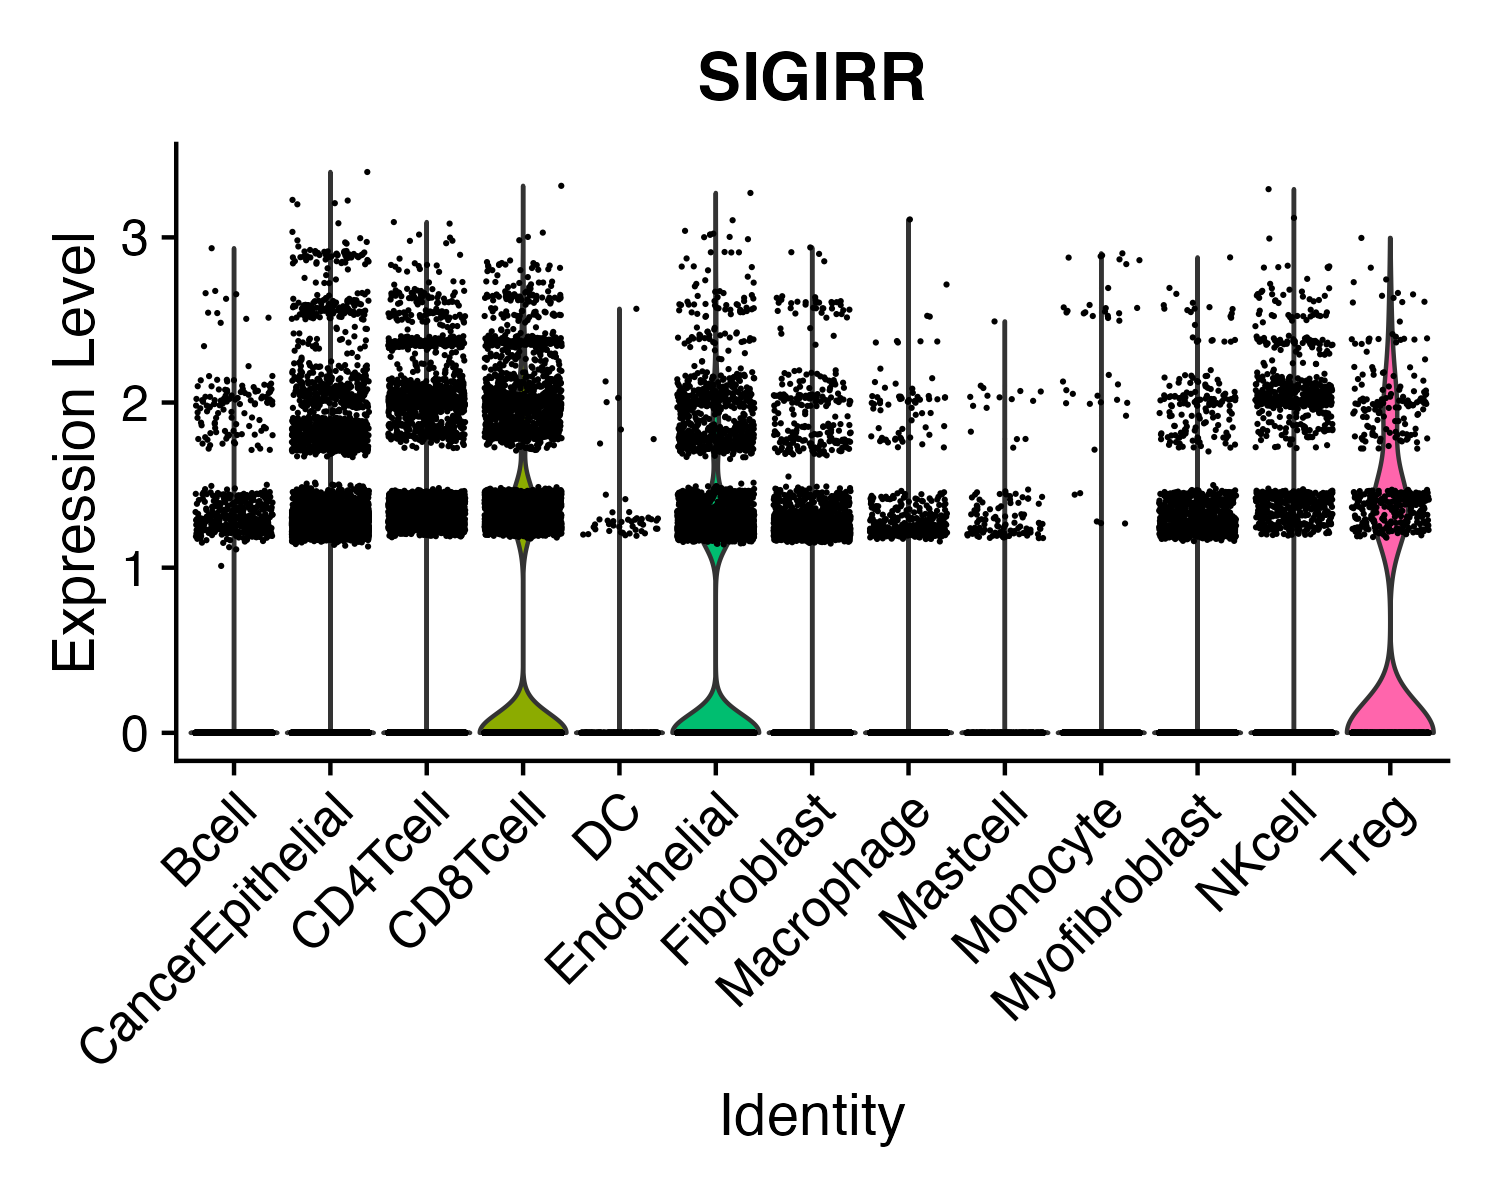 SIGIRR
Expression Level
3
2
1
0
Bcell
CancerEpithelial
CD4Tcell
CD8Tcell
DC
Endothelial
Fibroblast
Macrophage
Mastcell
Monocyte
Myofibroblast
NKcell
Treg
Identity